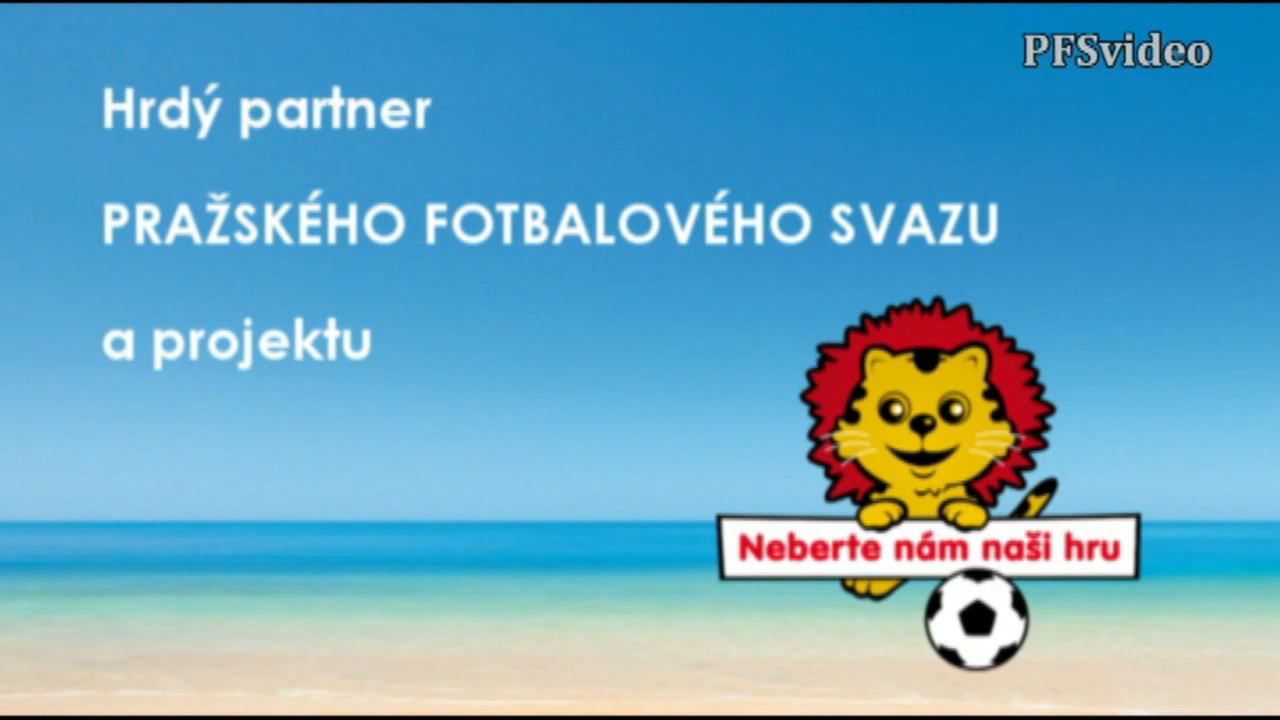 PFSvideo
Hrdý partner
PRAŽSKÉHO FOTBALOVÉHO SVAZU
a projektu
Neberte nám naši hru